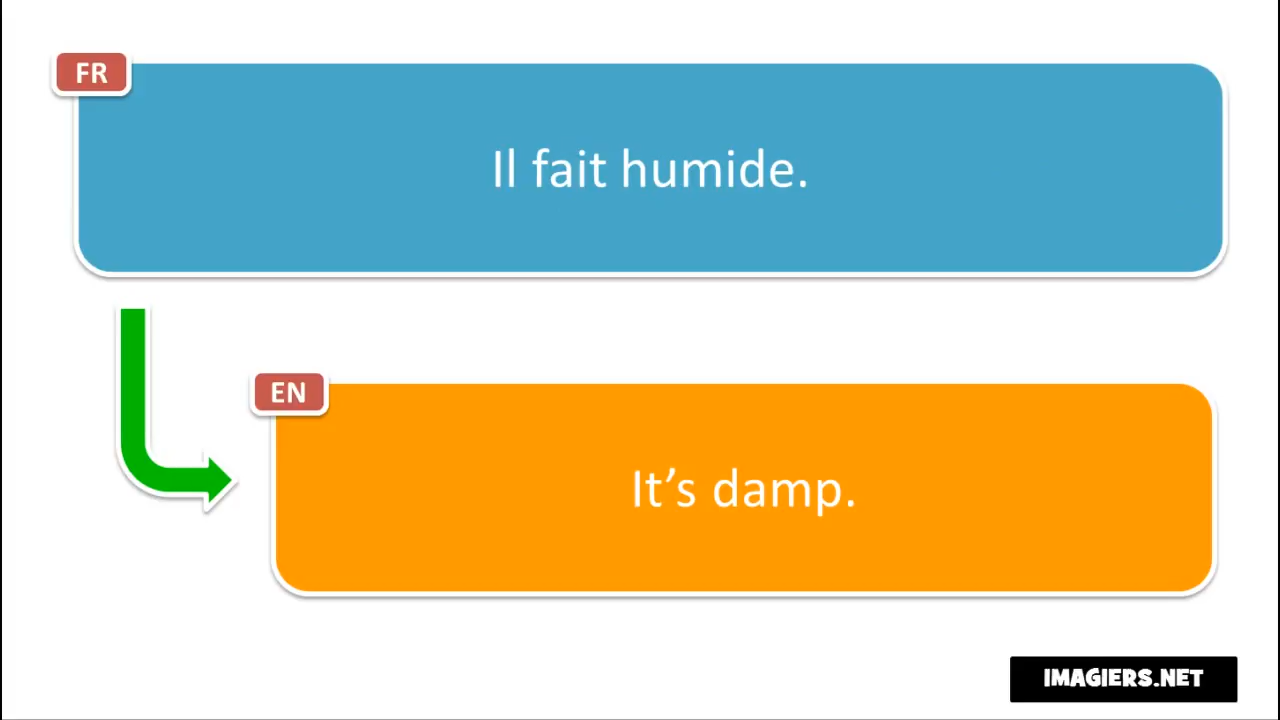 FR
Il fait humide.
EN
It’s damp.
IMAGIERS.NET